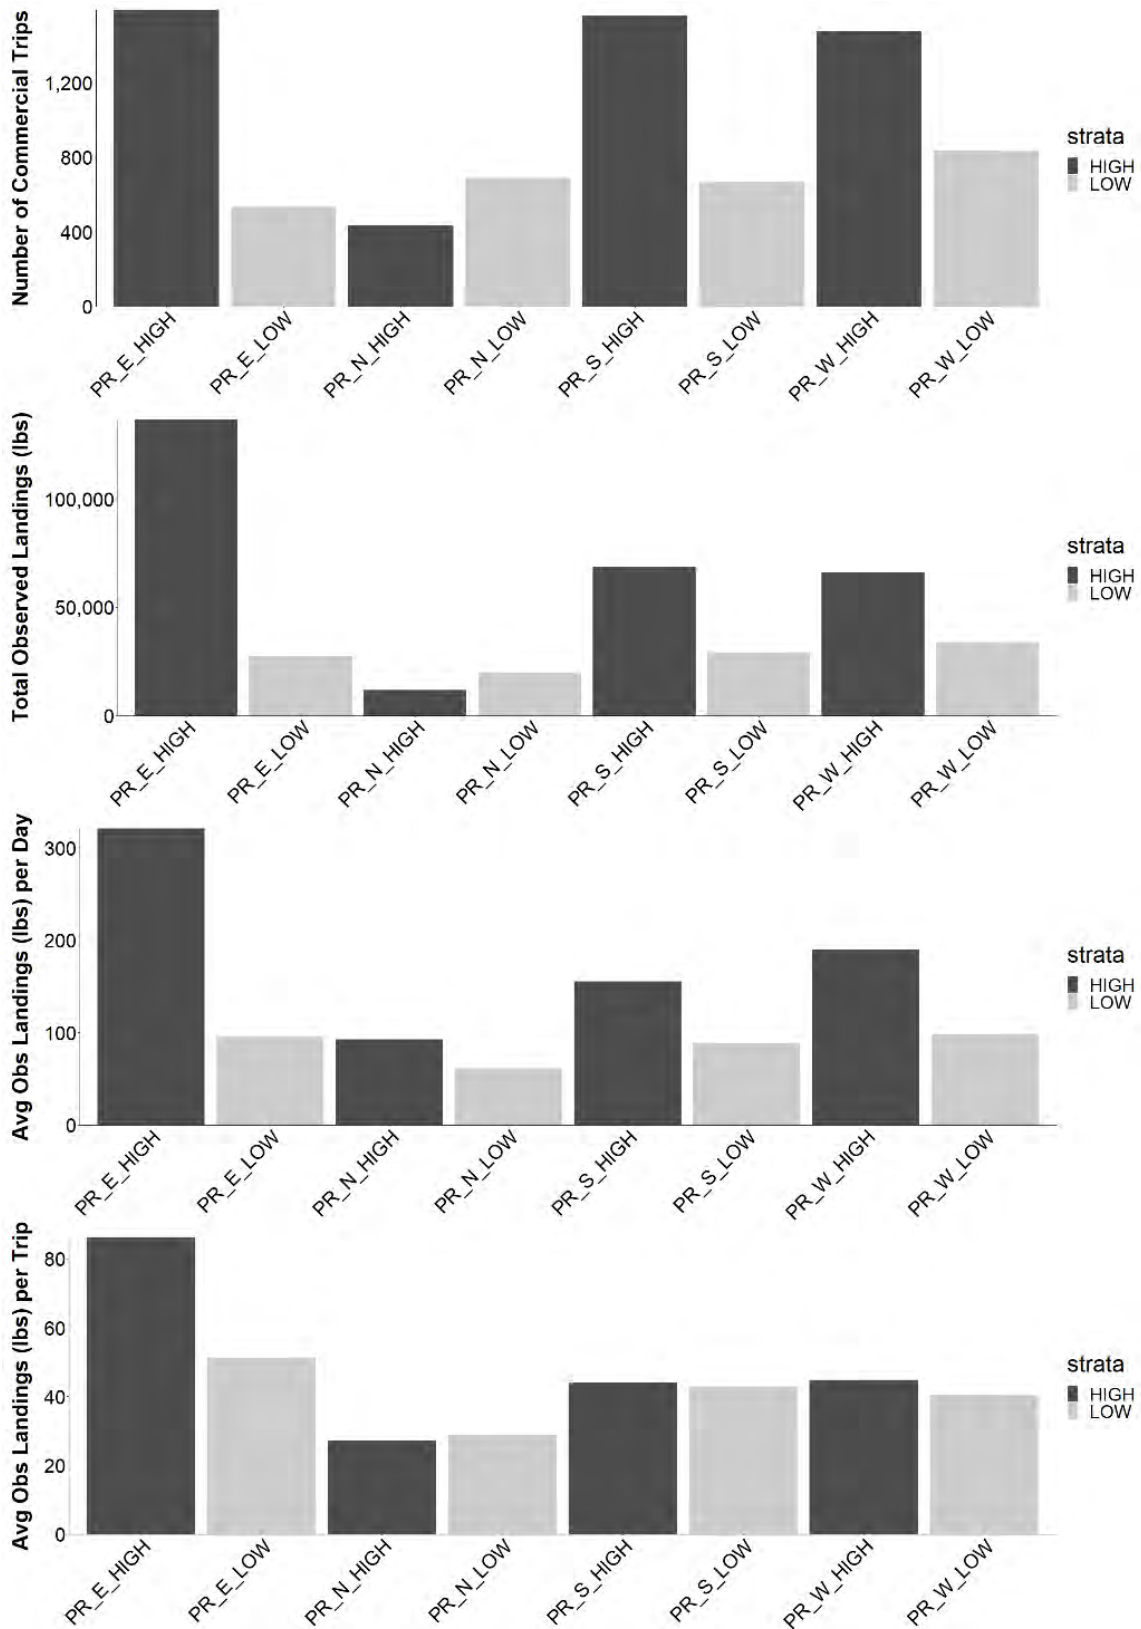 Number of Commercial Trips
1,200
800
400
0
PR_E_HIGH
PR_E_LOW
PR_N_HIGH
PR_N_LOW
PR_S_HIGH
PR_S_LOW
PR_W_HIGH
PR_W_LOW
strata
HIGH
LOW
Total Observed Landings (lbs)
100,000
50,000
0
PR_E_HIGH
PR_E_LOW
PR_N_HIGH
PR_N_LOW
PR_S_HIGH
PR_S_LOW
PR_W_HIGH
PR_W_LOW
strata
HIGH
LOW
Avg Obs Landings (lbs) per Day
300
200
100
0
PR_E_HIGH
PR_E_LOW
PR_N_HIGH
PR_N_LOW
PR_S_HIGH
PR_S_LOW
PR_W_HIGH
PR_W_LOW
strata
HIGH
LOW
Avg Obs Landings (lbs) per Trip
80
60
40
20
0
PR_E_HIGH
PR_E_LOW
PR_N_HIGH
PR_N_LOW
PR_S_HIGH
PR_S_LOW
PR_W_HIGH
PR_W_LOW
strata
HIGH
LOW